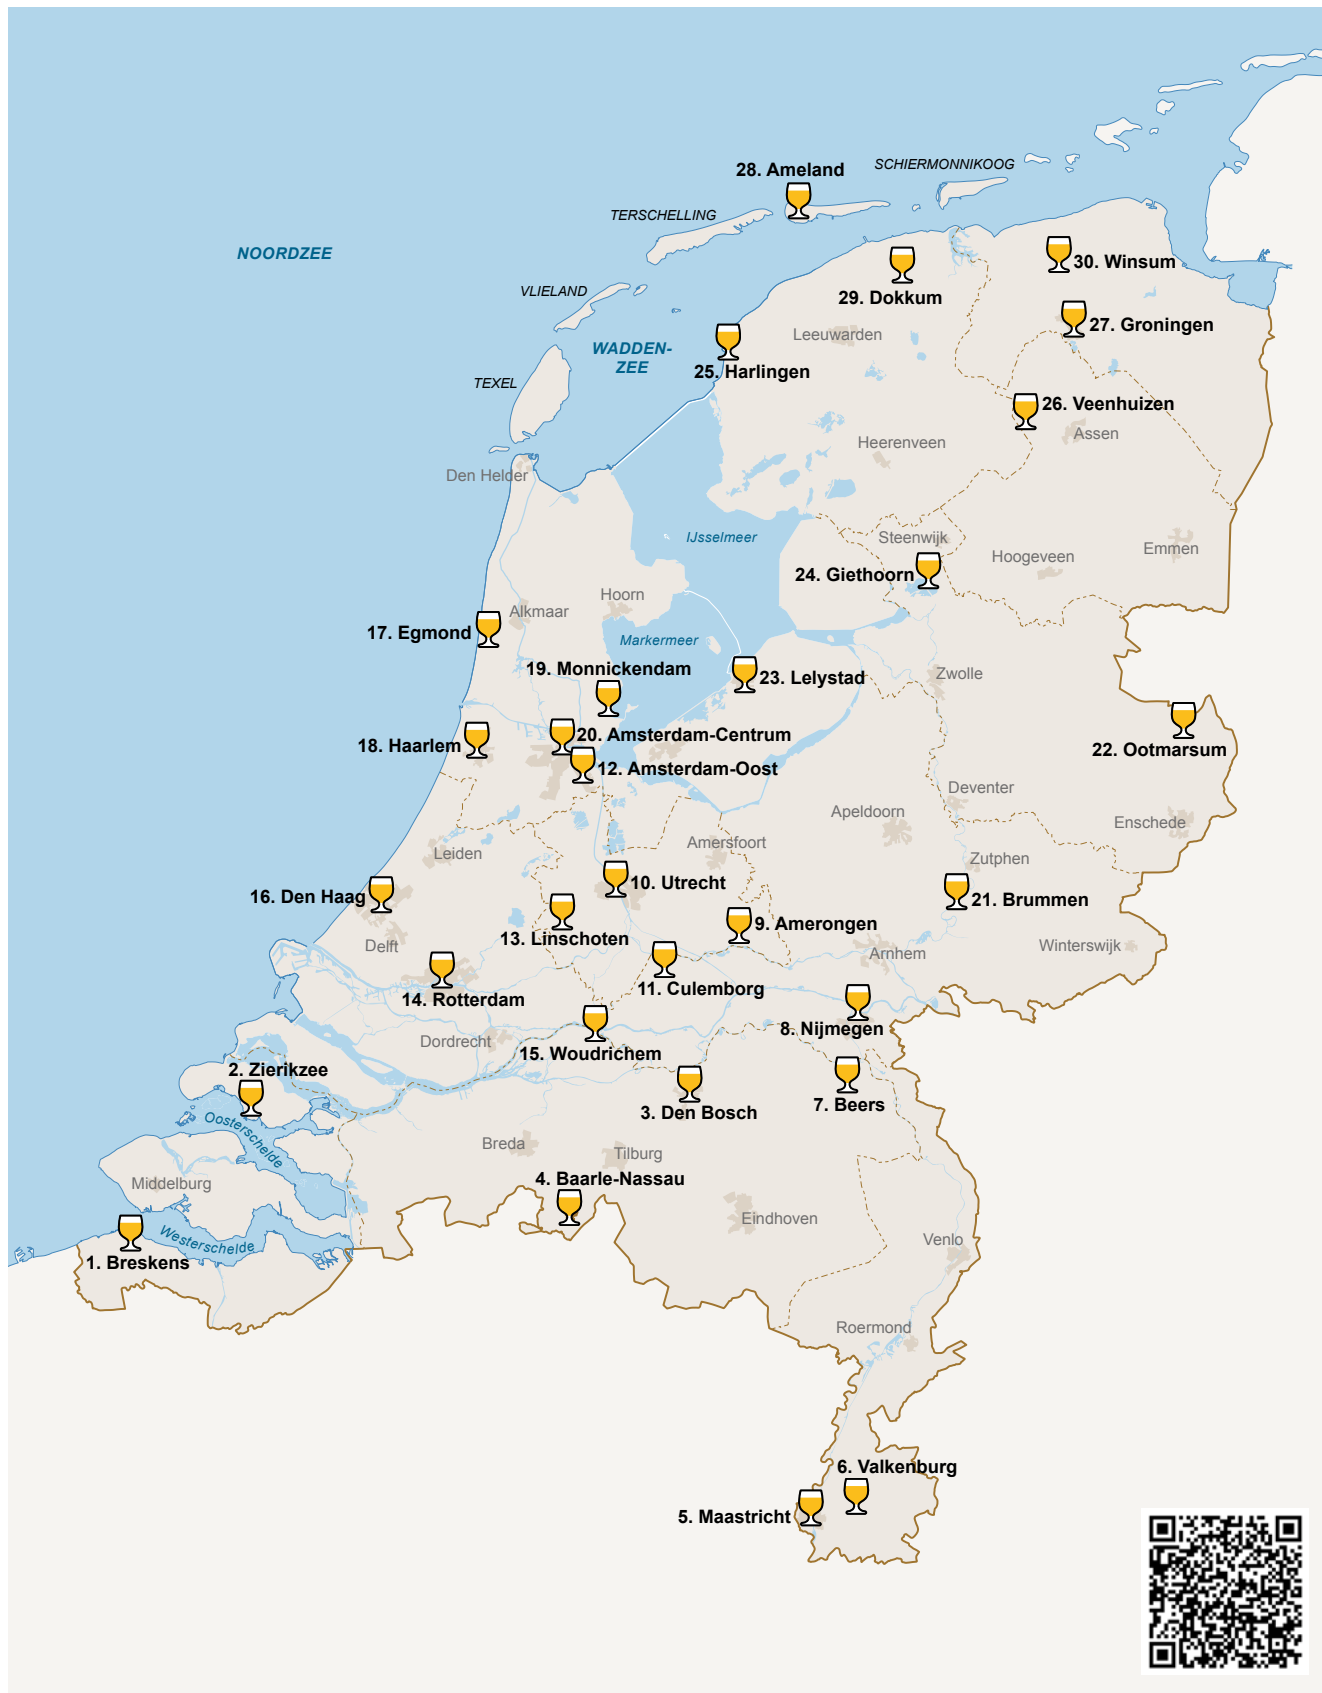 28. Ameland
SCHIERMONNIKOOG
TERSCHELLING
NOORDZEE
30. Winsum
VLIELAND
29. Dokkum
27. Groningen
Leeuwarden
WADDEN-
ZEE
25. Harlingen
TEXEL
26. Veenhuizen
Assen
Heerenveen
Den Helder
IJsselmeer
Steenwijk
Hoogeveen
Emmen
24. Giethoorn
Hoorn
Alkmaar
17. Egmond
Markermeer
19. Monnickendam
23. Lelystad
Zwolle
20. Amsterdam-Centrum
18. Haarlem
22. Ootmarsum
12. Amsterdam-Oost
Deventer
Apeldoorn
Enschede
Amersfoort
Leiden
Zutphen
10. Utrecht
16. Den Haag
21. Brummen
9. Amerongen
13. Linschoten
Delft
Winterswijk
Arnhem
11. Culemborg
14. Rotterdam
8. Nijmegen
Dordrecht
15. Woudrichem
2. Zierikzee
7. Beers
3. Den Bosch
Oosterschelde
Breda
Tilburg
4. Baarle-Nassau
Middelburg
Eindhoven
Westerschelde
Venlo
1. Breskens
Roermond
6. Valkenburg
5. Maastricht